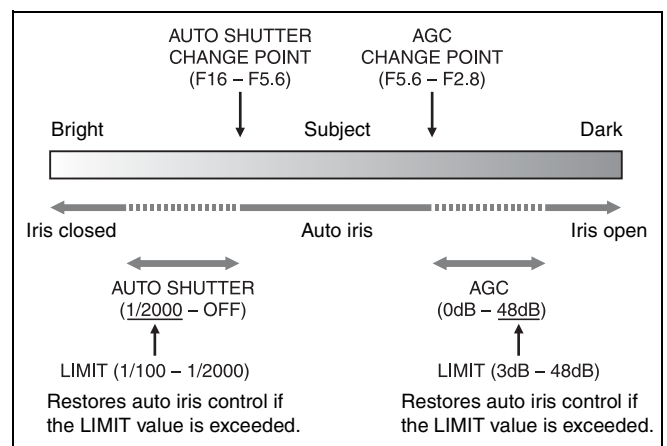 AUTO SHUTTER
CHANGE POINT
(F16 – F5.6)
AGC
CHANGE POINT
(F5.6 – F2.8)
Bright
Subject
Dark
Iris closed
Auto iris
Iris open
AUTO SHUTTER
(1/2000 – OFF)
AGC
(0dB – 48dB)
LIMIT (1/100 – 1/2000)
LIMIT (3dB – 48dB)
Restores auto iris control if
the LIMIT value is exceeded.
Restores auto iris control if
the LIMIT value is exceeded.